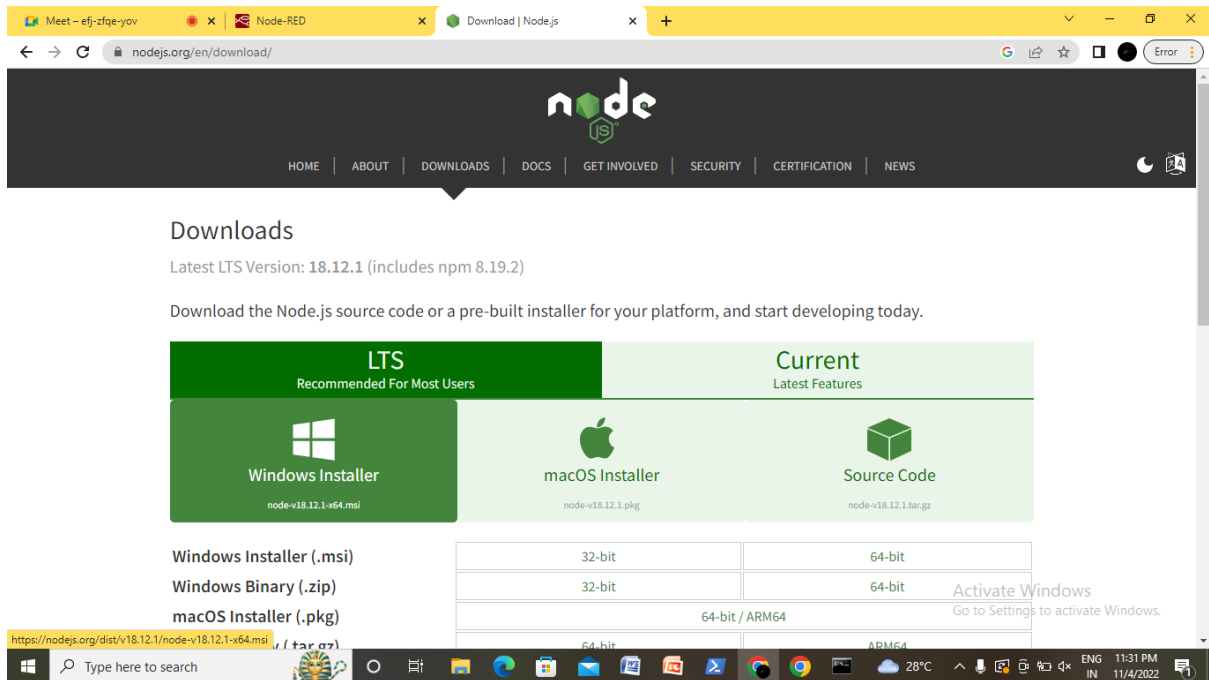 Meet – efj-zfqe-yov
Node-RED
Download | Node.js
nodejs.org/en/download/
Error
node
JS
HOME | ABOUT | DOWNLOADS | DOCS | GET INVOLVED | SECURITY | CERTIFICATION | NEWS
Downloads
Latest LTS Version: 18.12.1 (includes npm 8.19.2)
Download the Node.js source code or a pre-built installer for your platform, and start developing today.
LTS
Recommended For Most Users
Current
Latest Features
Windows Installer
node-v18.12.1-x64.msi
macOS Installer
node-v18.12.1.pkg
Source Code
node-v18.12.1.tar.gz
Windows Installer (.msi) 32-bit 64-bit
Windows Binary (.zip) 32-bit 64-bit
macOS Installer (.pkg) 64-bit / ARM64
(.tar.gz) 64-bit ARM64
Activate Windows
Go to Settings to activate Windows.
https://nodejs.org/dist/v18.12.1/node-v18.12.1-x64.msi
Type here to search
28°C
ENG
IN
11:31 PM
11/4/2022
1